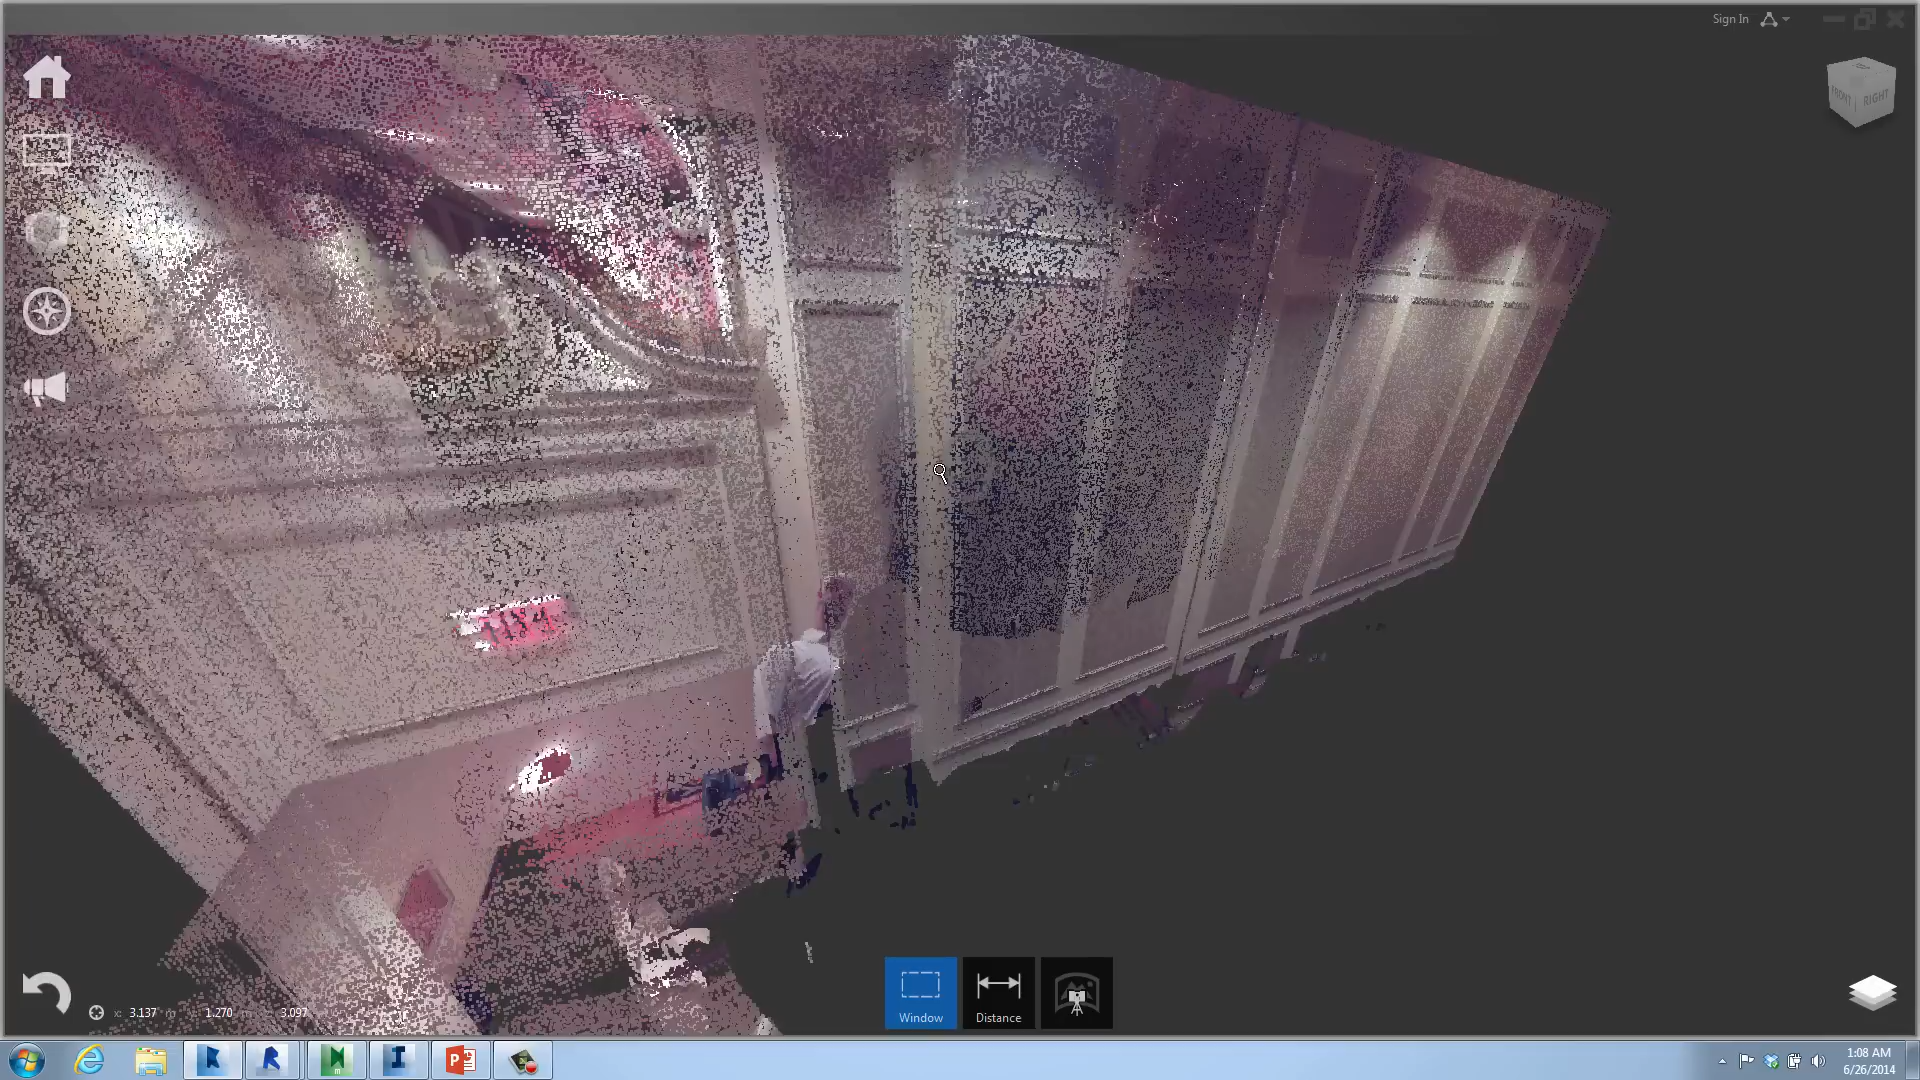 Sign In
FRONT RIGHT
x: 3.137 m 1.270 m 3.097
Window Distance
1:08 AM
6/26/2014